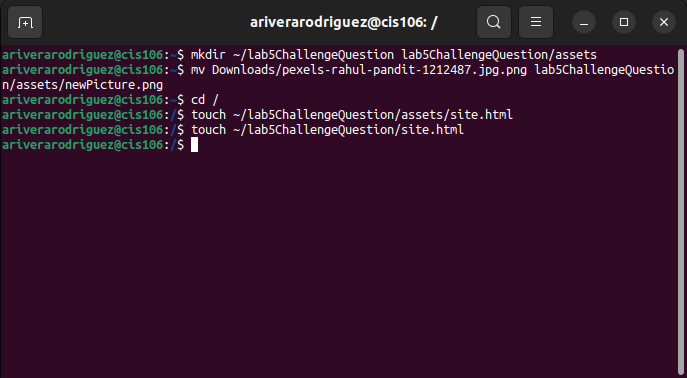 ariverarodriguez@cis106: /
ariverarodriguez@cis106:~$ mkdir ~/lab5ChallengeQuestion lab5ChallengeQuestion/assets
ariverarodriguez@cis106:~$ mv Downloads/pexels-rahul-pandit-1212487.jpg.png lab5ChallengeQuestio
n/assets/newPicture.png
ariverarodriguez@cis106:~$ cd /
ariverarodriguez@cis106:/$ touch ~/lab5ChallengeQuestion/assets/site.html
ariverarodriguez@cis106:/$ touch ~/lab5ChallengeQuestion/site.html
ariverarodriguez@cis106:/$